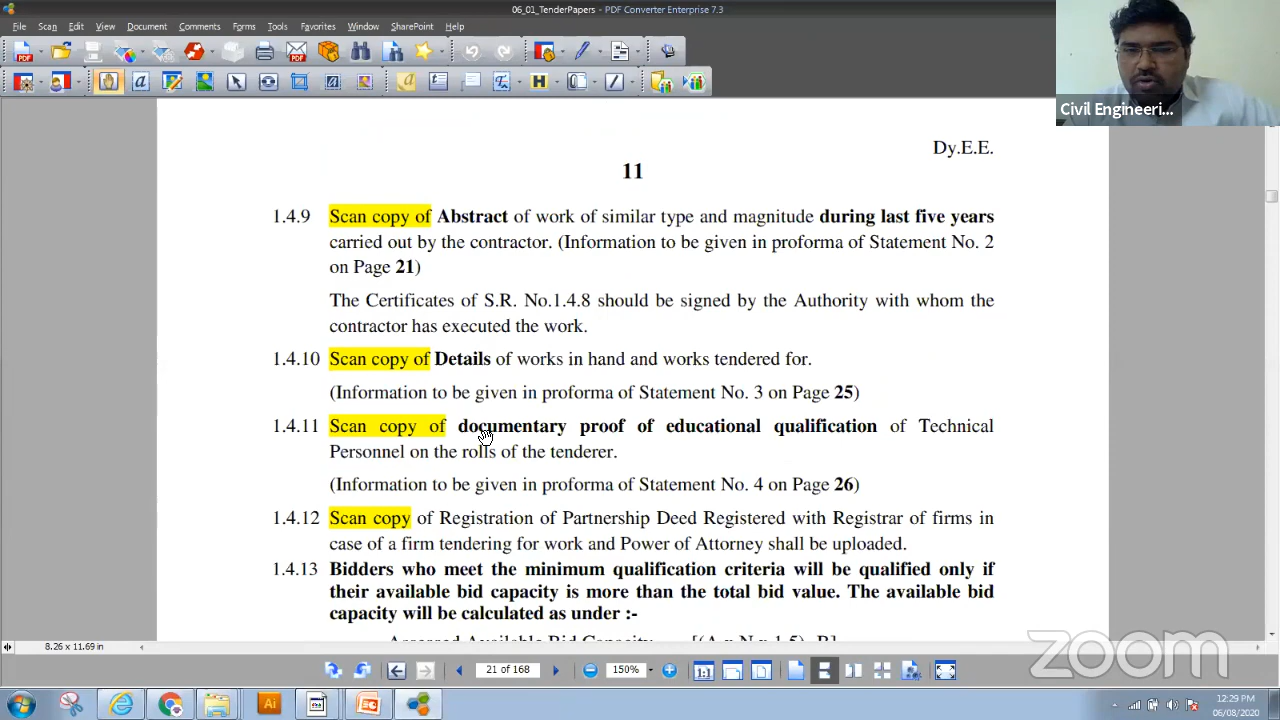 06_01_TenderPapers - PDF Converter Enterprise 7.3
File Scan Edit View Document Comments Forms Tools Favorites Window SharePoint Help
Civil Engineeri...
Dy.E.E.
11
1.4.9 Scan copy of Abstract of work of similar type and magnitude during last five years
carried out by the contractor. (Information to be given in proforma of Statement No. 2
on Page 21)
The Certificates of S.R. No.1.4.8 should be signed by the Authority with whom the
contractor has executed the work.
1.4.10 Scan copy of Details of works in hand and works tendered for.
(Information to be given in proforma of Statement No. 3 on Page 25)
1.4.11 Scan copy of documentary proof of educational qualification of Technical
Personnel on the rolls of the tenderer.
(Information to be given in proforma of Statement No. 4 on Page 26)
1.4.12 Scan copy of Registration of Partnership Deed Registered with Registrar of firms in
case of a firm tendering for work and Power of Attorney shall be uploaded.
1.4.13 Bidders who meet the minimum qualification criteria will be qualified only if
their available bid capacity is more than the total bid value. The available bid
capacity will be calculated as under :-
8.26 x 11.69 in
21 of 168
150%
zoom
12:29 PM
06/08/2020